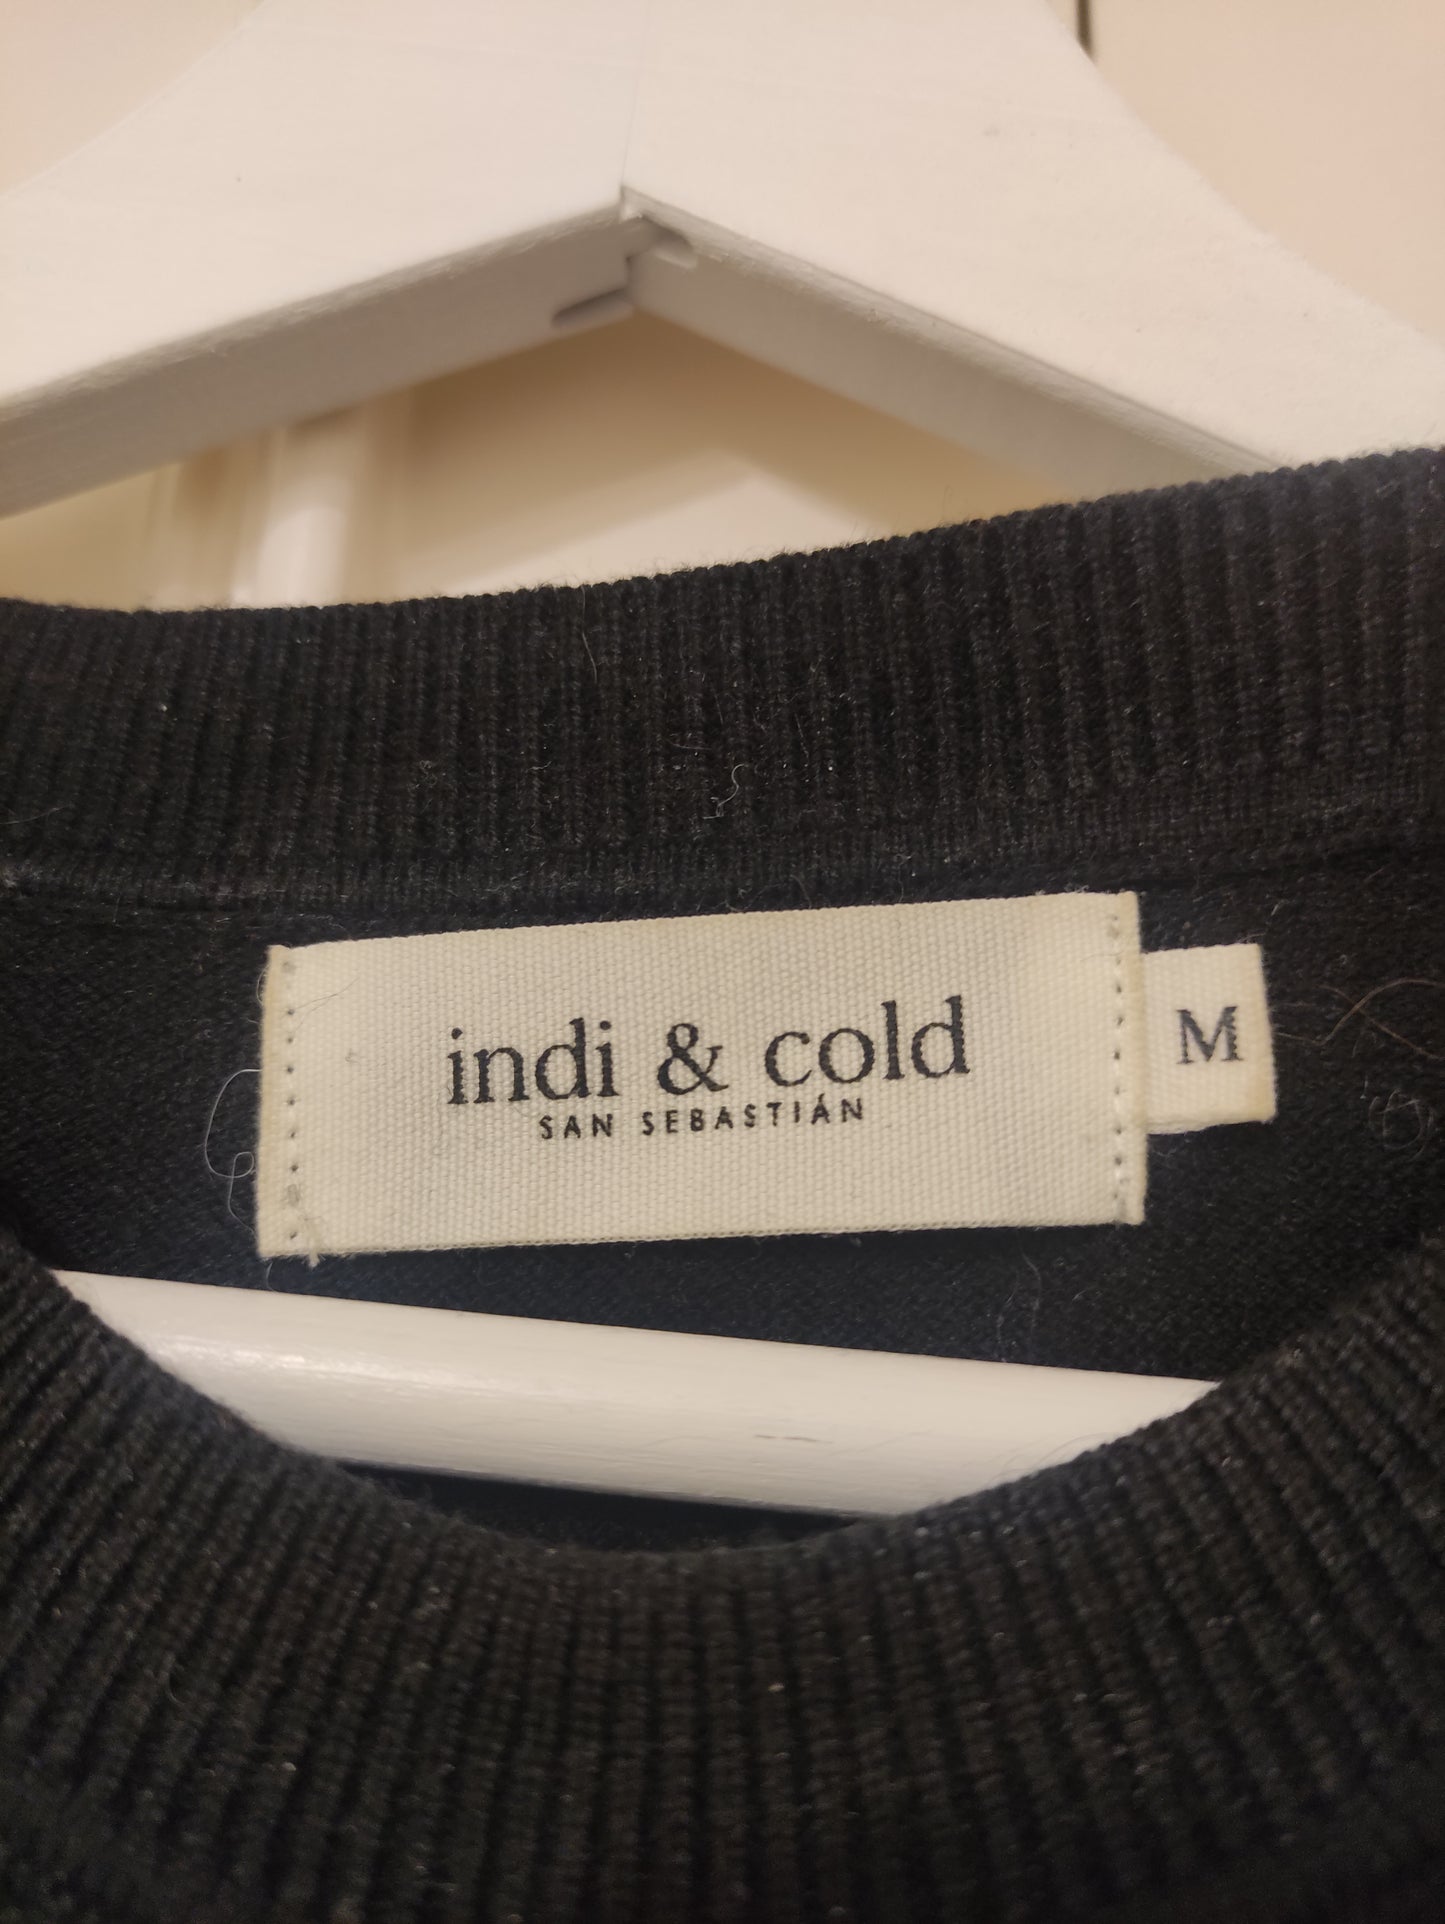 indi & cold
SAN SEBASTIÁN
M